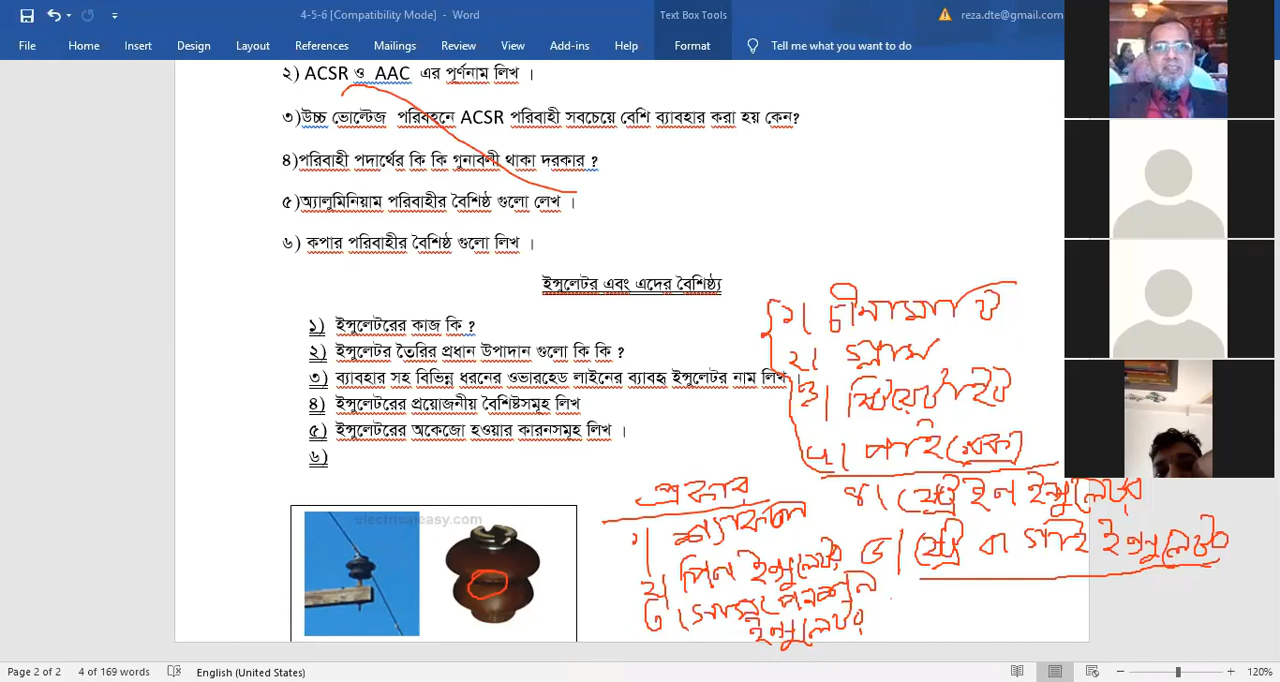 4-5-6 [Compatibility Mode] - Word
Text Box Tools
reza.dte@gmail.com
File Home Insert Design Layout References Mailings Review View Add-ins Help Format Tell me what you want to do
২) ACSR ও AAC এর পুর্ণনাম লিখ ।
৩)উচ্চ ভোল্টেজ পরিবহনে ACSR পরিবাহী সবচেয়ে বেশি ব্যাবহার করা হয় কেন?
৪)পরিবাহী পদার্থের কি কি গুনাবলী থাকা দরকার ?
৫)অ্যালুমিনিয়াম পরিবাহীর বৈশিষ্ঠ গুলো লেখ ।
৬) কপার পরিবাহীর বৈশিষ্ঠ গুলো লিখ ।
ইন্সুলেটর এবং এদের বৈশিষ্ঠ্য
১) ইন্সুলেটরের কাজ কি ?
২) ইন্সুলেটর তৈরির প্রধান উপাদান গুলো কি কি ?
৩) ব্যাবহার সহ বিভিন্ন ধরনের ওভারহেড লাইনের ব্যাবহৃ ইন্সুলেটর নাম লিখ
৪) ইন্সুলেটরের প্রয়োজনীয় বৈশিষ্টসমূহ লিখ
৫) ইন্সুলেটরের অকেজো হওয়ার কারনসমূহ লিখ ।
৬)
১। চীনামাটি
২। গ্লাস
৩। স্টিয়েটাইট
৪।
প্রকার
১। শ্যাকল
২। পিন ইন্সুলেটর
৩। সাসপেনশন
ইন্সুলেটর
৪। স্ট্রেইন ইন্সুলেটর
৫। স্ট্রে বা গাই ইন্সুলেটর
electricaleasy.com
Page 2 of 2 4 of 169 words English (United States) 120%